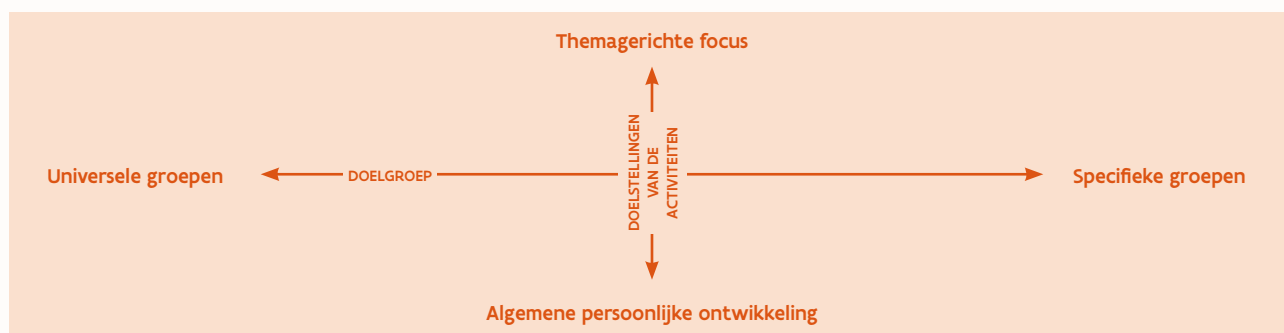 Themagerichte focus
Universele groepen
DOELGROEP
DOELSTELLINGEN
VAN DE
ACTIVITEITEN
Specifieke groepen
Algemene persoonlijke ontwikkeling